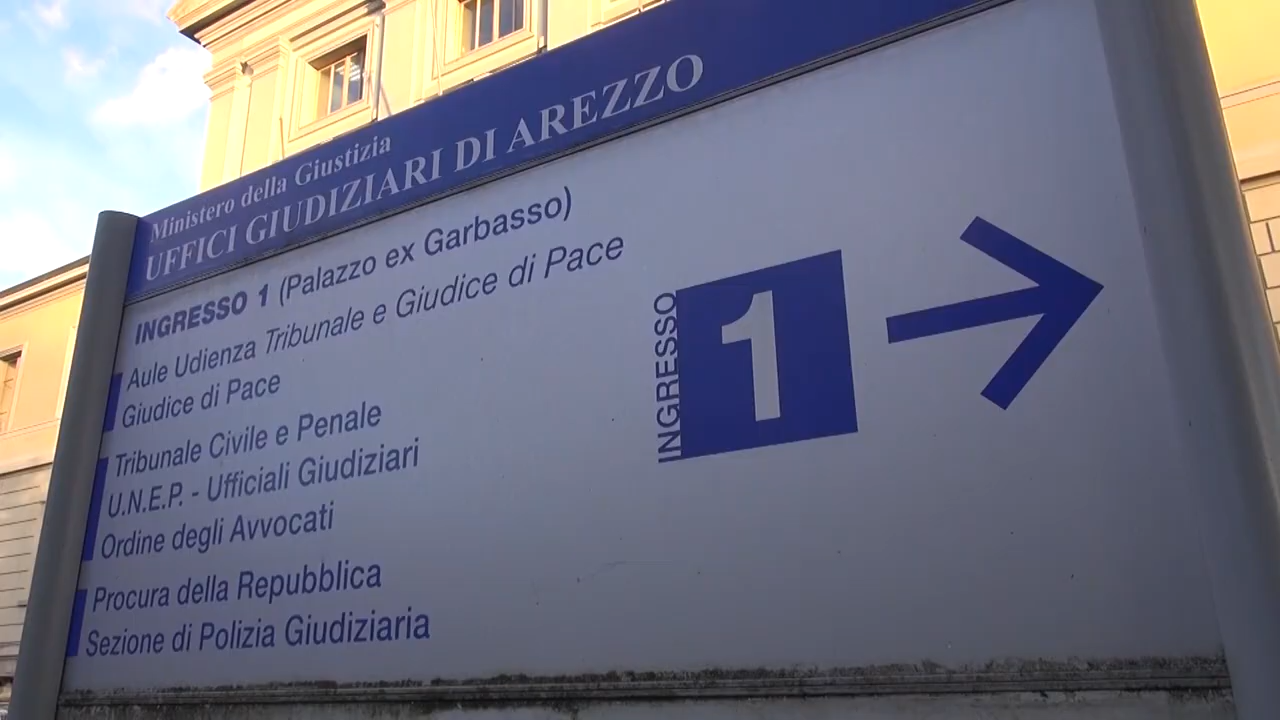 Ministero della Giustizia
UFFICI GIUDIZIARI DI AREZZO
INGRESSO 1 (Palazzo ex Garbasso)
Aule Udienza Tribunale e Giudice di Pace
Giudice di Pace
Tribunale Civile e Penale
U.N.E.P. - Ufficiali Giudiziari
Ordine degli Avvocati
Procura della Repubblica
Sezione di Polizia Giudiziaria
INGRESSO
1